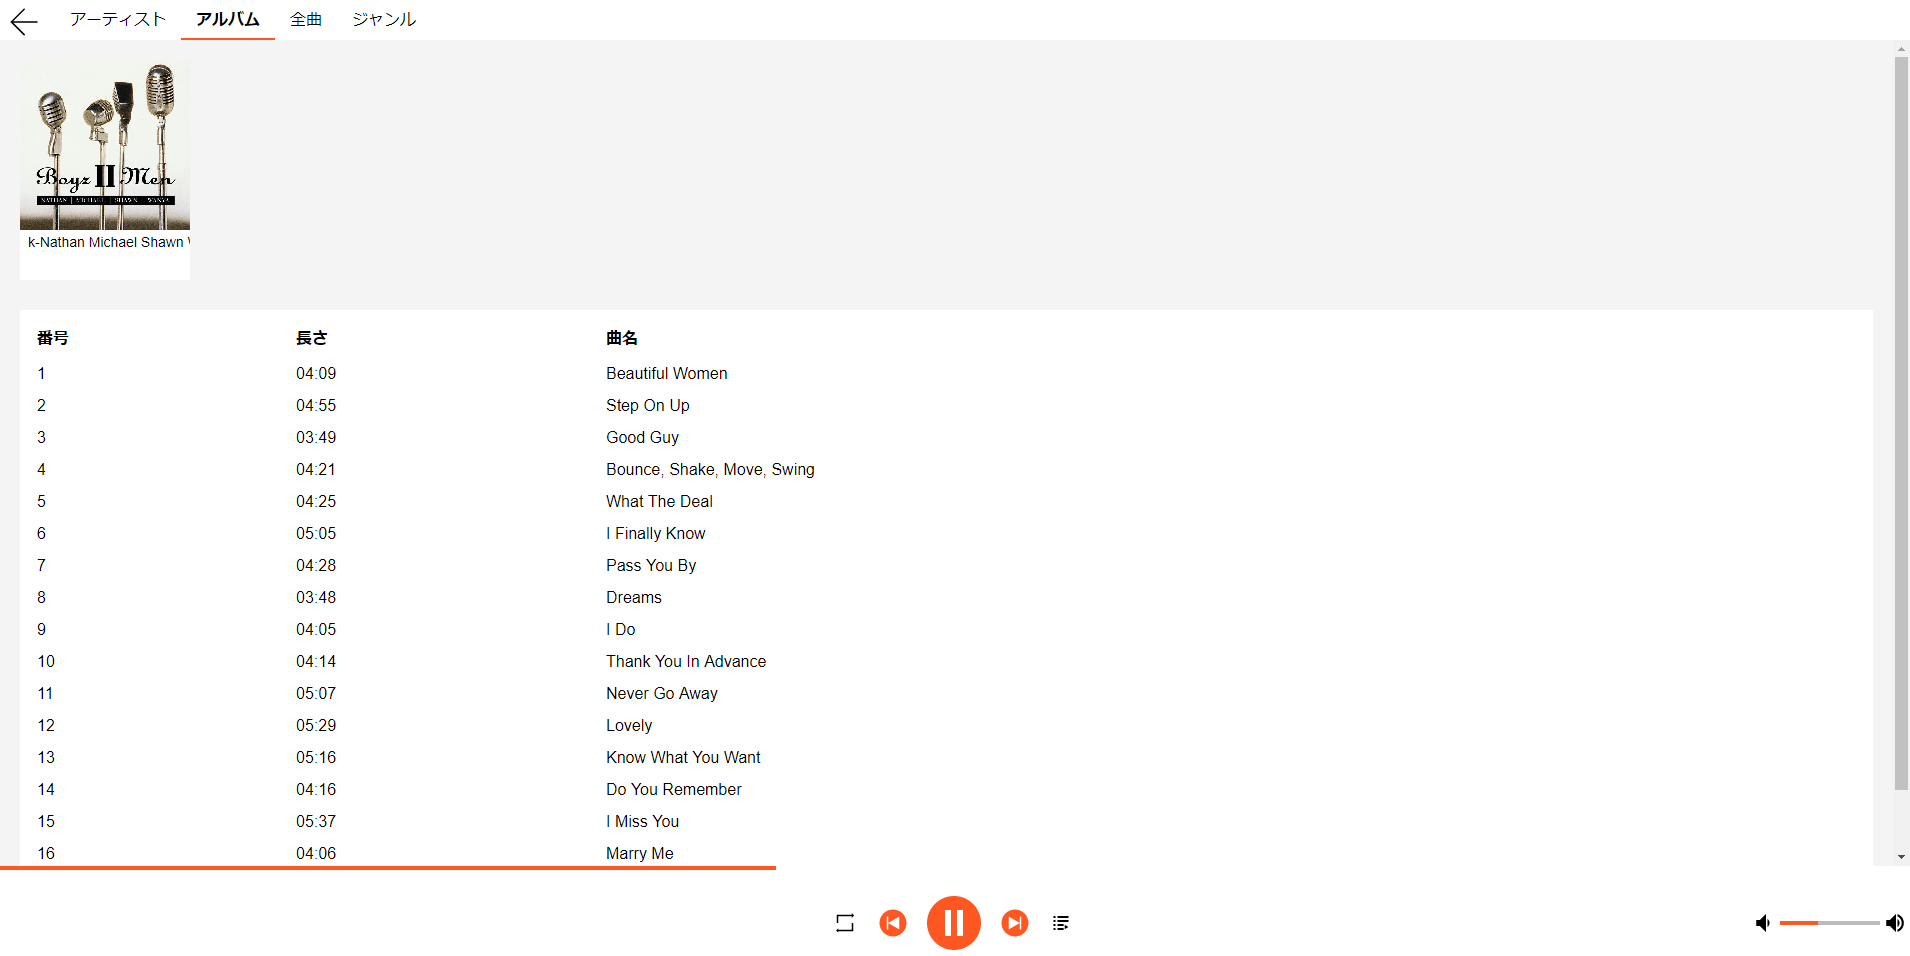 アーティスト アルバム 全曲 ジャンル
Boyz II Men
NATHAN | MICHAEL | SHAWN | WANYA
k-Nathan Michael Shawn
番号 長さ 曲名
1 04:09 Beautiful Women
2 04:55 Step On Up
3 03:49 Good Guy
4 04:21 Bounce, Shake, Move, Swing
5 04:25 What The Deal
6 05:05 I Finally Know
7 04:28 Pass You By
8 03:48 Dreams
9 04:05 I Do
10 04:14 Thank You In Advance
11 05:07 Never Go Away
12 05:29 Lovely
13 05:16 Know What You Want
14 04:16 Do You Remember
15 05:37 I Miss You
16 04:06 Marry Me